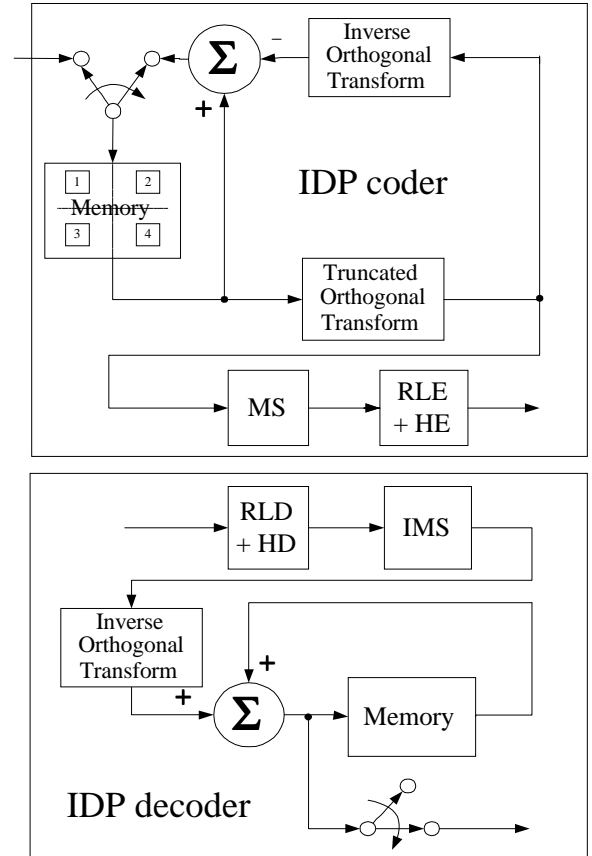 Inverse
Orthogonal
Transform
−
Σ
+
IDP coder
1 2
Memory
3 4
Truncated
Orthogonal
Transform
MS
RLE
+ HE
RLD
+ HD
IMS
Inverse
Orthogonal
Transform
+
+
Σ
Memory
IDP decoder